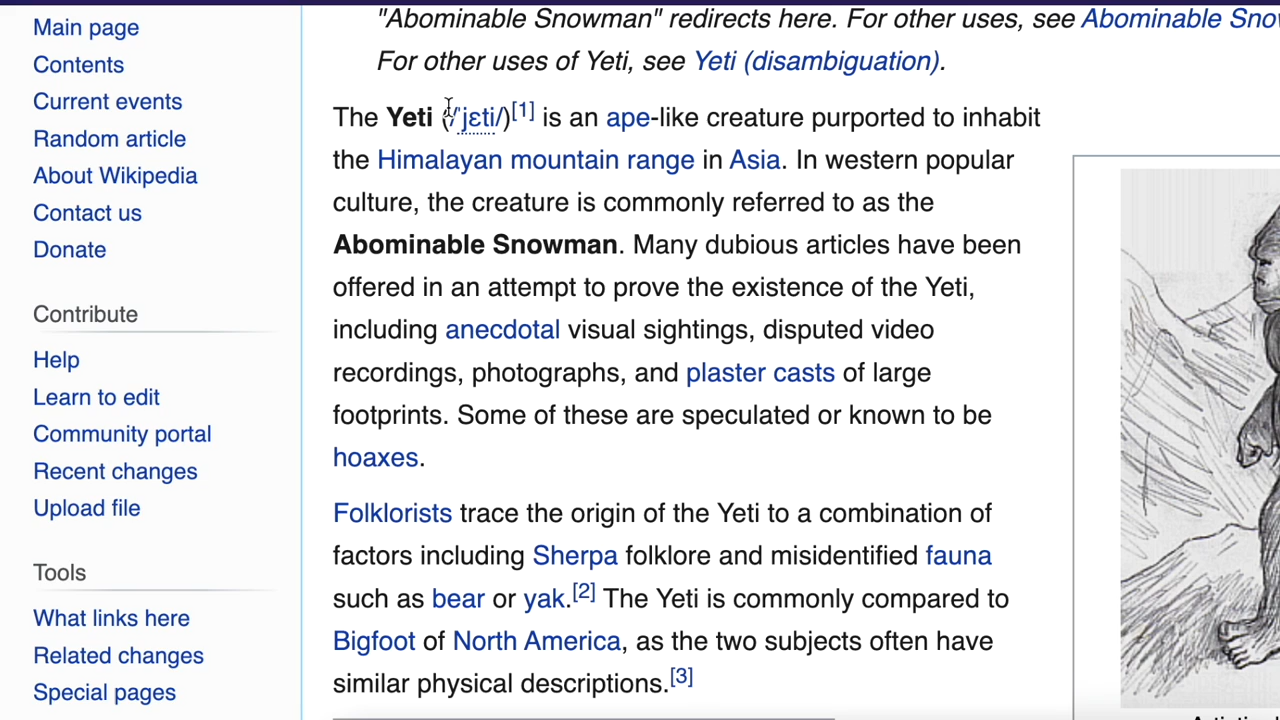 Main page
Contents
Current events
Random article
About Wikipedia
Contact us
Donate
Contribute
Help
Learn to edit
Community portal
Recent changes
Upload file
Tools
What links here
Related changes
Special pages
"Abominable Snowman" redirects here. For other uses, see Abominable
For other uses of Yeti, see Yeti (disambiguation).
The Yeti (/ˈjɛti/)[1] is an ape-like creature purported to inhabit
the Himalayan mountain range in Asia. In western popular
culture, the creature is commonly referred to as the
Abominable Snowman. Many dubious articles have been
offered in an attempt to prove the existence of the Yeti,
including anecdotal visual sightings, disputed video
recordings, photographs, and plaster casts of large
footprints. Some of these are speculated or known to be
hoaxes.
Folklorists trace the origin of the Yeti to a combination of
factors including Sherpa folklore and misidentified fauna
such as bear or yak.[2] The Yeti is commonly compared to
Bigfoot of North America, as the two subjects often have
similar physical descriptions.[3]